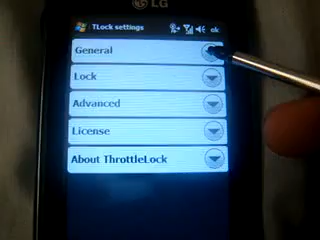 LG
TLock settings
ok
General
Lock
Advanced
License
About ThrottleLock